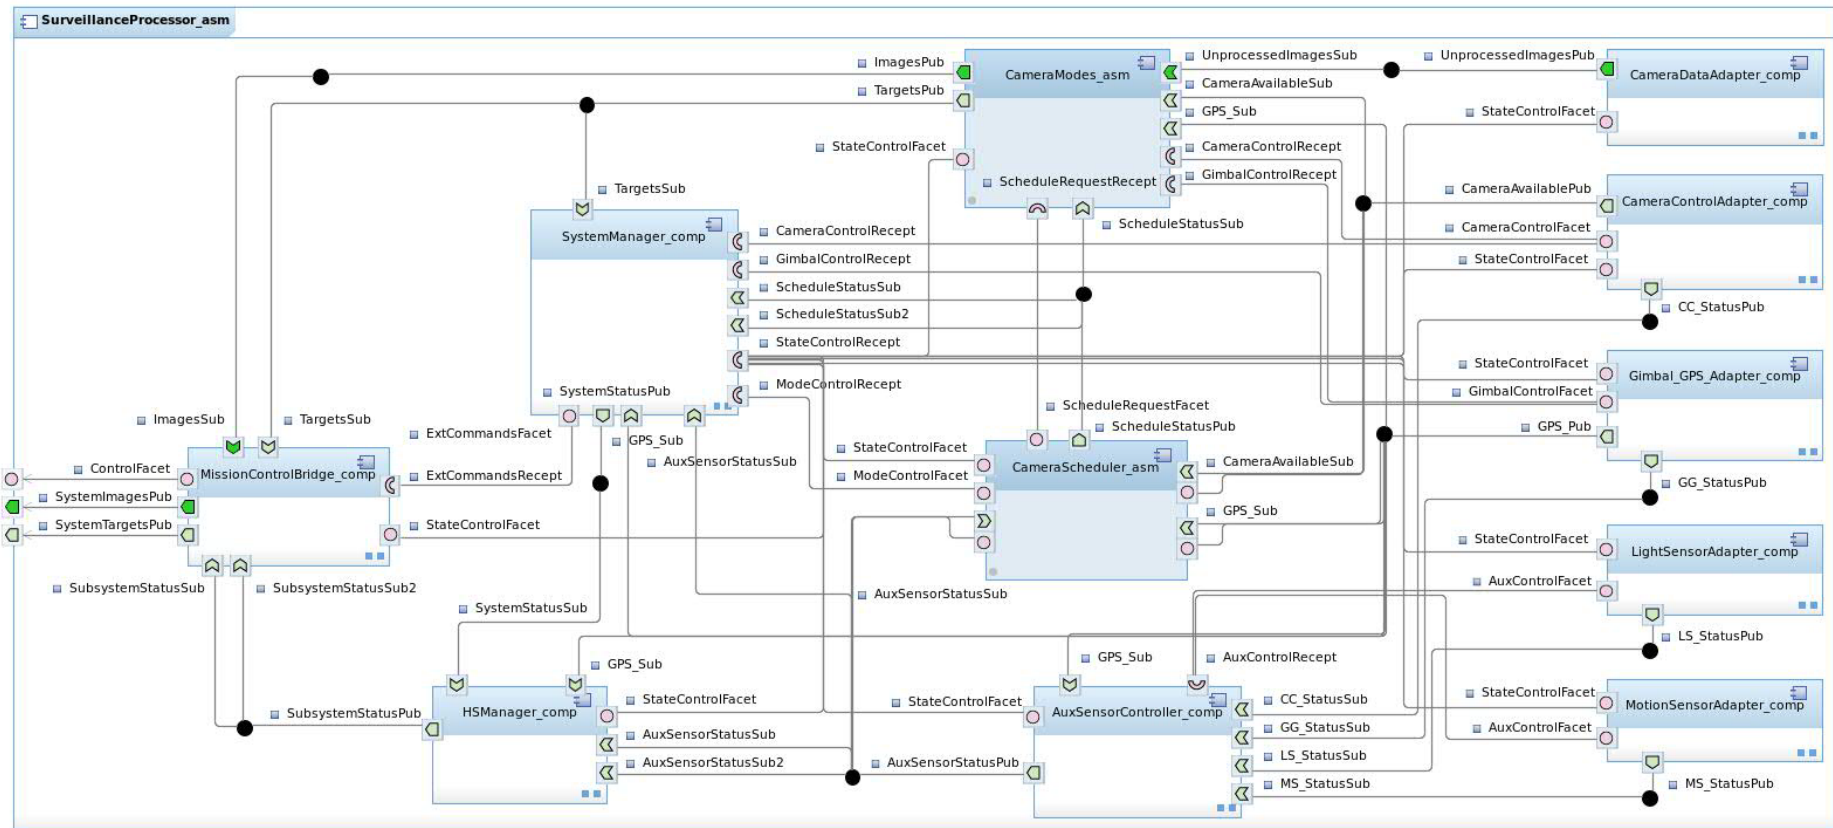 SurveillanceProcessor_asm
ImagesPub
TargetsPub
StateControlFacet
CameraModes_asm
ScheduleRequestRecept
UnprocessedImagesSub
CameraAvailableSub
GPS_Sub
CameraControlRecept
GimbalControlRecept
ScheduleStatusSub
UnprocessedImagesPub
StateControlFacet
CameraDataAdapter_comp
CameraAvailablePub
CameraControlFacet
StateControlFacet
CameraControlAdapter_comp
CC_StatusPub
TargetsSub
SystemManager_comp
CameraControlRecept
GimbalControlRecept
ScheduleStatusSub
ScheduleStatusSub2
StateControlRecept
ModeControlRecept
SystemStatusPub
GPS_Sub
AuxSensorStatusSub
StateControlFacet
GimbalControlFacet
GPS_Pub
Gimbal_GPS_Adapter_comp
GG_StatusPub
ImagesSub
TargetsSub
ExtCommandsFacet
ExtCommandsRecept
StateControlFacet
MissionControlBridge_comp
ControlFacet
SystemImagesPub
SystemTargetsPub
SubsystemStatusSub
SubsystemStatusSub2
ScheduleRequestFacet
ScheduleStatusPub
StateControlFacet
ModeControlFacet
CameraScheduler_asm
CameraAvailableSub
GPS_Sub
AuxSensorStatusSub
StateControlFacet
AuxControlFacet
LightSensorAdapter_comp
LS_StatusPub
SystemStatusSub
GPS_Sub
SubsystemStatusPub
HSManager_comp
StateControlFacet
AuxSensorStatusSub
AuxSensorStatusSub2
GPS_Sub
AuxControlRecept
StateControlFacet
AuxSensorStatusPub
AuxSensorController_comp
CC_StatusSub
GG_StatusSub
LS_StatusSub
MS_StatusSub
StateControlFacet
AuxControlFacet
MotionSensorAdapter_comp
MS_StatusPub